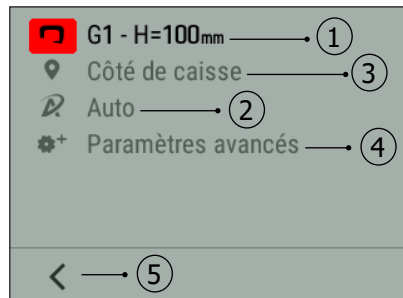 G1 - H=100mm 1
Côté de caisse 3
Auto 2
Paramètres avancés 4
5